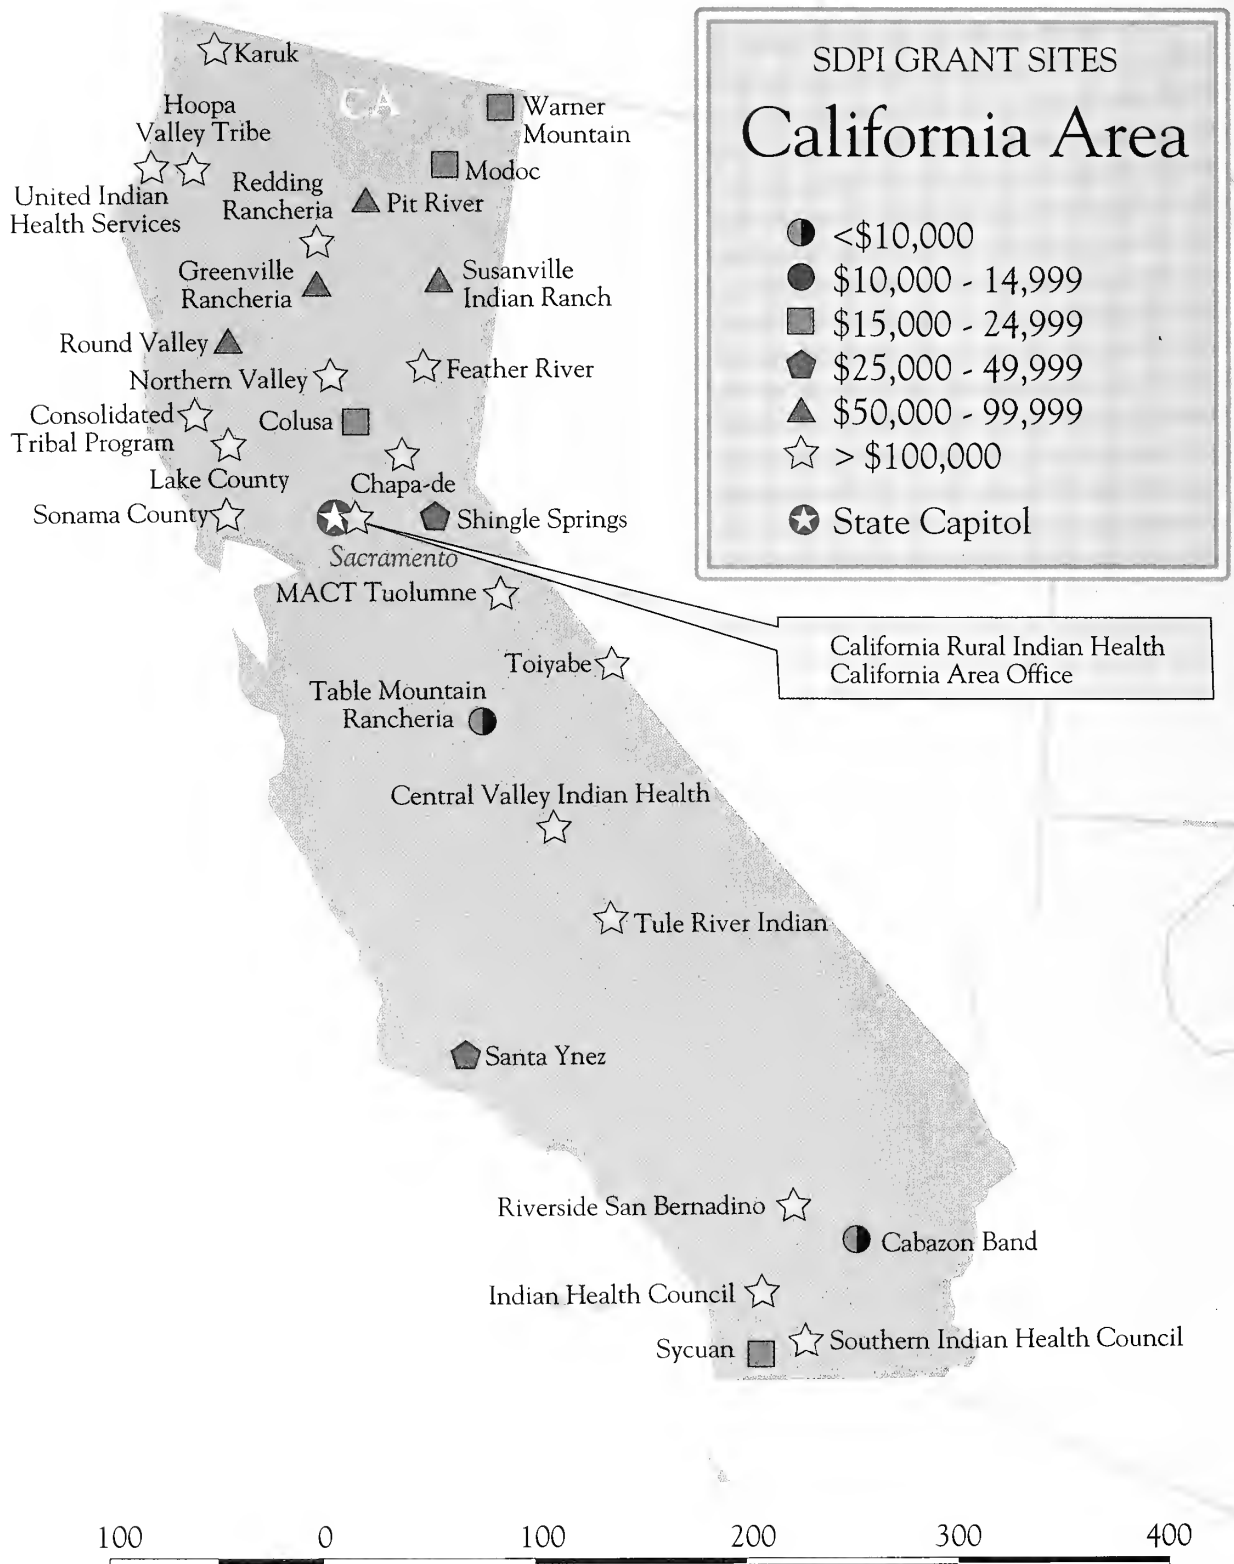 SDPI GRANT SITES
California Area
<$10,000
$10,000 - 14,999
$15,000 - 24,999
$25,000 - 49,999
$50,000 - 99,999
> $100,000
State Capitol
CA
Karuk
Hoopa
Valley Tribe
Warner
Mountain
Modoc
United Indian
Health Services
Redding
Rancheria
Pit River
Greenville
Rancheria
Susanville
Indian Ranch
Round Valley
Northern Valley
Feather River
Consolidated
Tribal Program
Colusa
Lake County
Chapa-de
Sonama County
Shingle Springs
Sacramento
MACT Tuolumne
California Rural Indian Health
California Area Office
Toiyabe
Table Mountain
Rancheria
Central Valley Indian Health
Tule River Indian
Santa Ynez
Riverside San Bernadino
Cabazon Band
Indian Health Council
Sycuan
Southern Indian Health Council
100 0 100 200 300 400